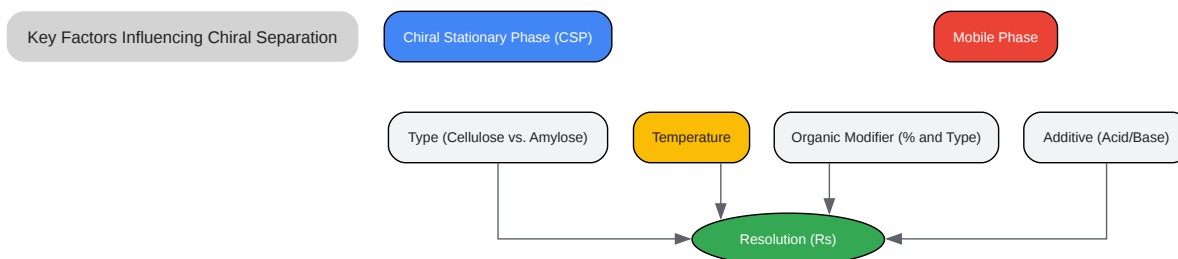 Key Factors Influencing Chiral Separation
Chiral Stationary Phase (CSP)
Mobile Phase
Type (Cellulose vs. Amylose)
Temperature
Organic Modifier (% and Type)
Additive (Acid/Base)
Resolution (Rs)